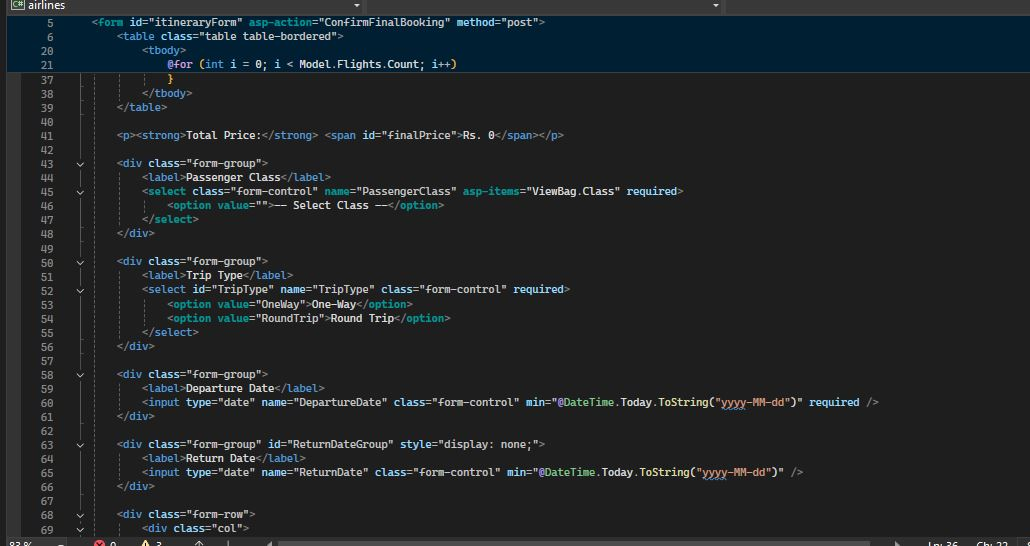 airlines
5 <form id="itineraryForm" asp-action="ConfirmFinalBooking" method="post">
6 <table class="table table-bordered">
20 <tbody>
21 @for (int i = 0; i < Model.Flights.Count; i++)
37 }
38 </tbody>
39 </table>
40
41 <p><strong>Total Price:</strong> <span id="finalPrice">Rs. 0</span></p>
42
43 <div class="form-group">
44 <label>Passenger Class</label>
45 <select class="form-control" name="PassengerClass" asp-items="ViewBag.Class" required>
46 <option value="">-- Select Class --</option>
47 </select>
48 </div>
49
50 <div class="form-group">
51 <label>Trip Type</label>
52 <select id="TripType" name="TripType" class="form-control" required>
53 <option value="OneWay">One-Way</option>
54 <option value="RoundTrip">Round Trip</option>
55 </select>
56 </div>
57
58 <div class="form-group">
59 <label>Departure Date</label>
60 <input type="date" name="DepartureDate" class="form-control" min="@DateTime.Today.ToString("yyyy-MM-dd")" required />
61 </div>
62
63 <div class="form-group" id="ReturnDateGroup" style="display: none;">
64 <label>Return Date</label>
65 <input type="date" name="ReturnDate" class="form-control" min="@DateTime.Today.ToString("yyyy-MM-dd")" />
66 </div>
67
68 <div class="form-row">
69 <div class="col">